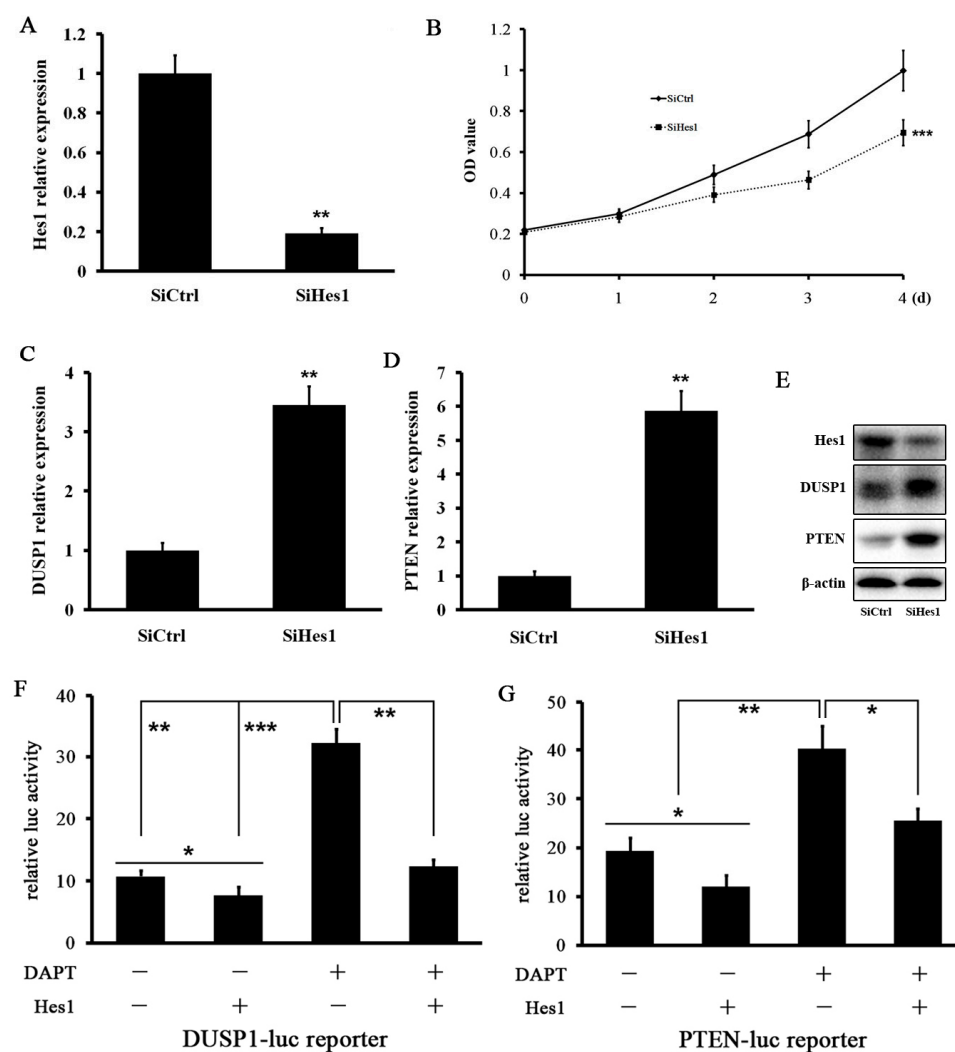 A
Hes1 relative expression
1.2
1
0.8
0.6
0.4
0.2
0
**
SiCtrl SiHes1
B
OD value
1.2
1
0.8
0.6
0.4
0.2
0
SiCtrl
SiHes1
***
0 1 2 3 4 (d)
C
DUSP1 relative expression
4
3
2
1
0
**
SiCtrl SiHes1
D
PTEN relative expression
7
6
5
4
3
2
1
0
**
SiCtrl SiHes1
E
Hes1
DUSP1
PTEN
β-actin
SiCtrl SiHes1
F
relative luc activity
40
30
20
10
0
** *** **
*
DAPT − − + +
Hes1 − + − +
DUSP1-luc reporter
G
relative luc activity
50
40
30
20
10
0
** *
*
DAPT − − + +
Hes1 − + − +
PTEN-luc reporter